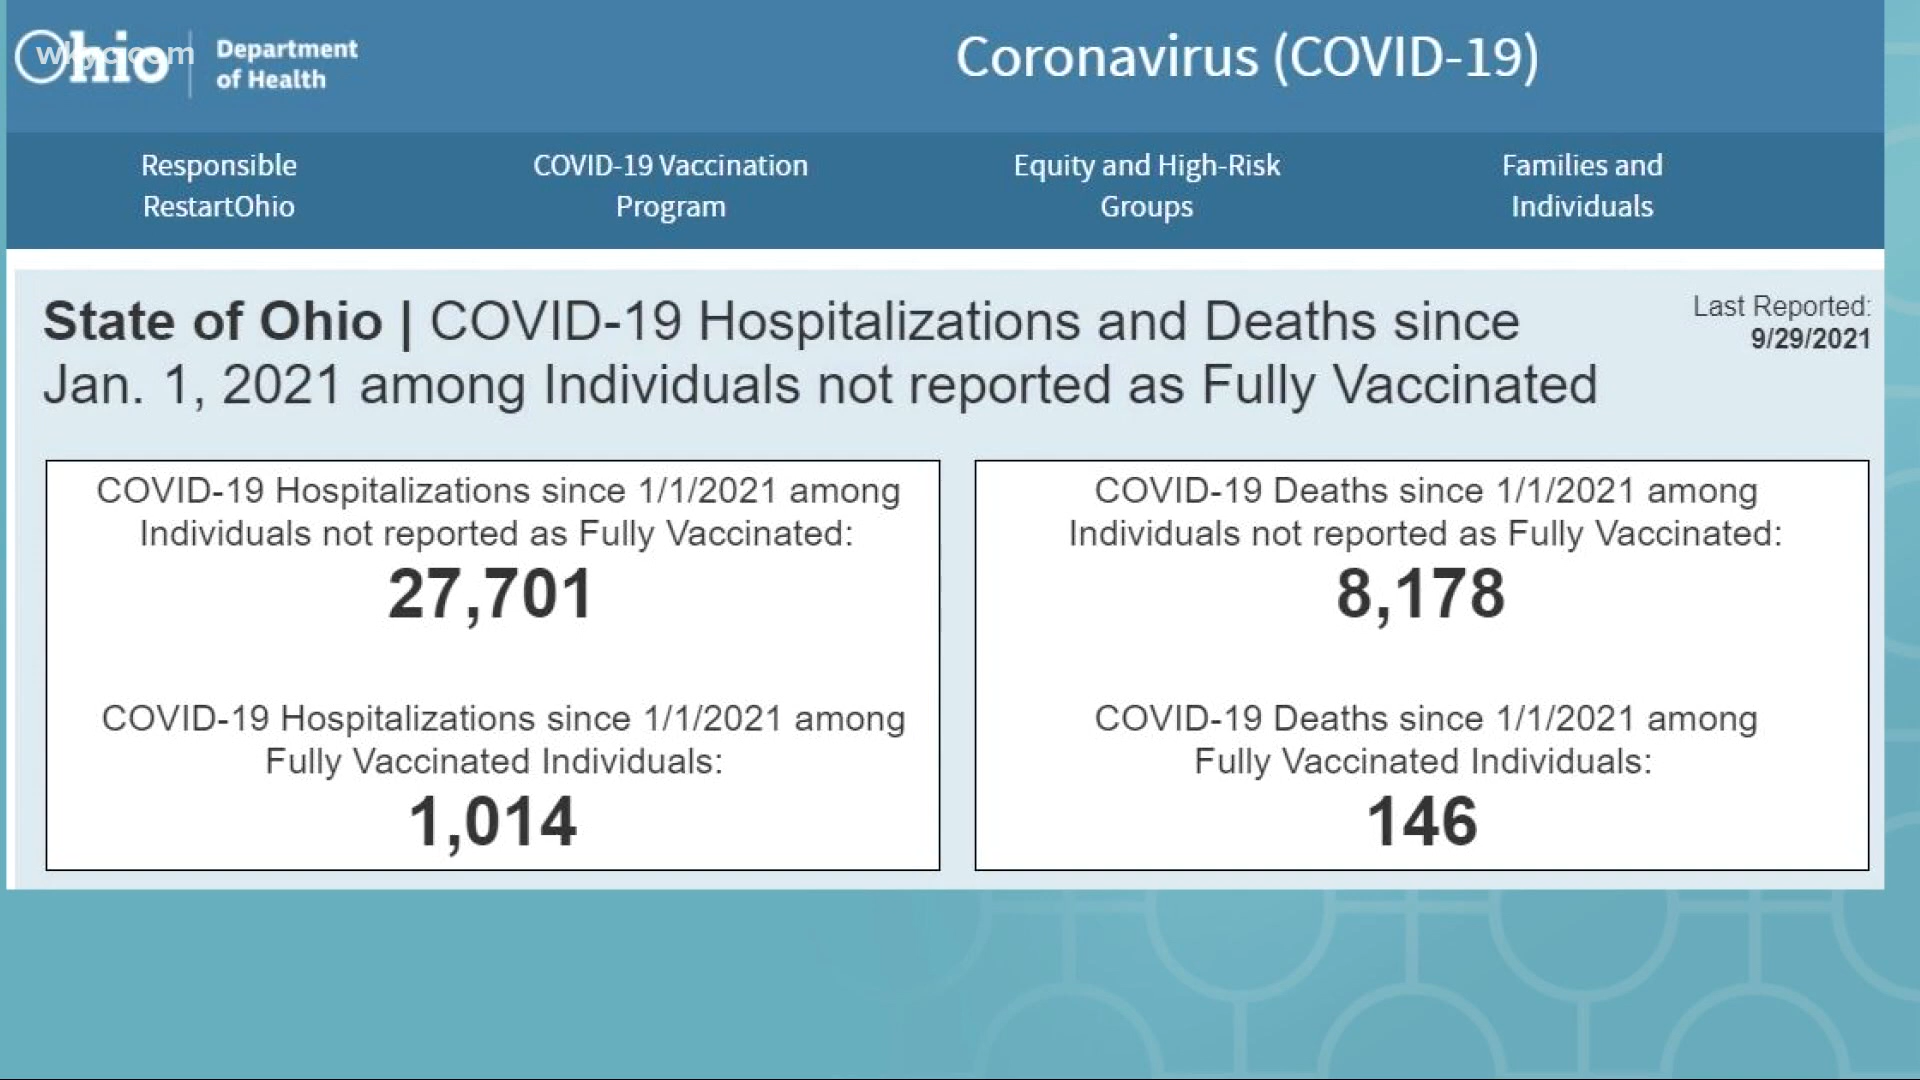 Ohio
wkyc.com
Department
of Health
Coronavirus (COVID-19)
Responsible
RestartOhio
COVID-19 Vaccination
Program
Equity and High-Risk
Groups
Families and
Individuals
State of Ohio | COVID-19 Hospitalizations and Deaths since
Jan. 1, 2021 among Individuals not reported as Fully Vaccinated
Last Reported:
9/29/2021
COVID-19 Hospitalizations since 1/1/2021 among
Individuals not reported as Fully Vaccinated:
27,701
COVID-19 Hospitalizations since 1/1/2021 among
Fully Vaccinated Individuals:
1,014
COVID-19 Deaths since 1/1/2021 among
Individuals not reported as Fully Vaccinated:
8,178
COVID-19 Deaths since 1/1/2021 among
Fully Vaccinated Individuals:
146